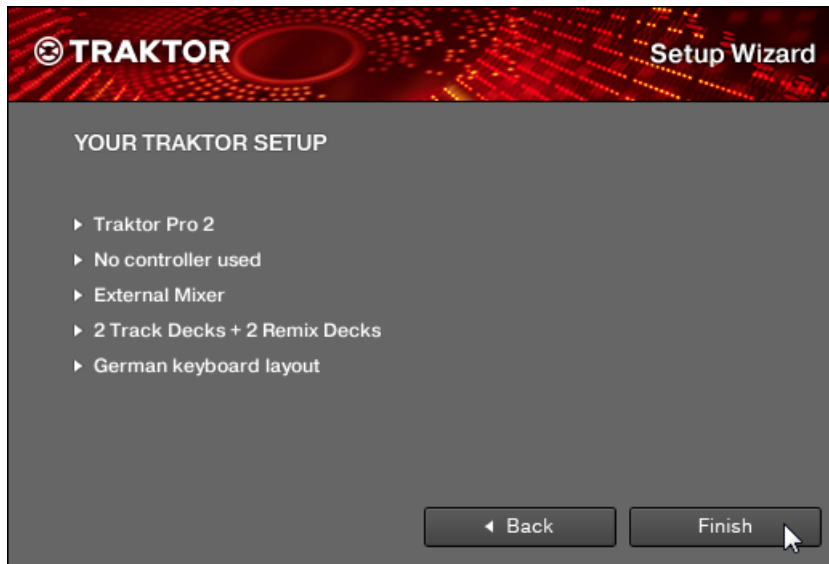 TRAKTOR
Setup Wizard
YOUR TRAKTOR SETUP
Traktor Pro 2
No controller used
External Mixer
2 Track Decks + 2 Remix Decks
German keyboard layout
Back
Finish